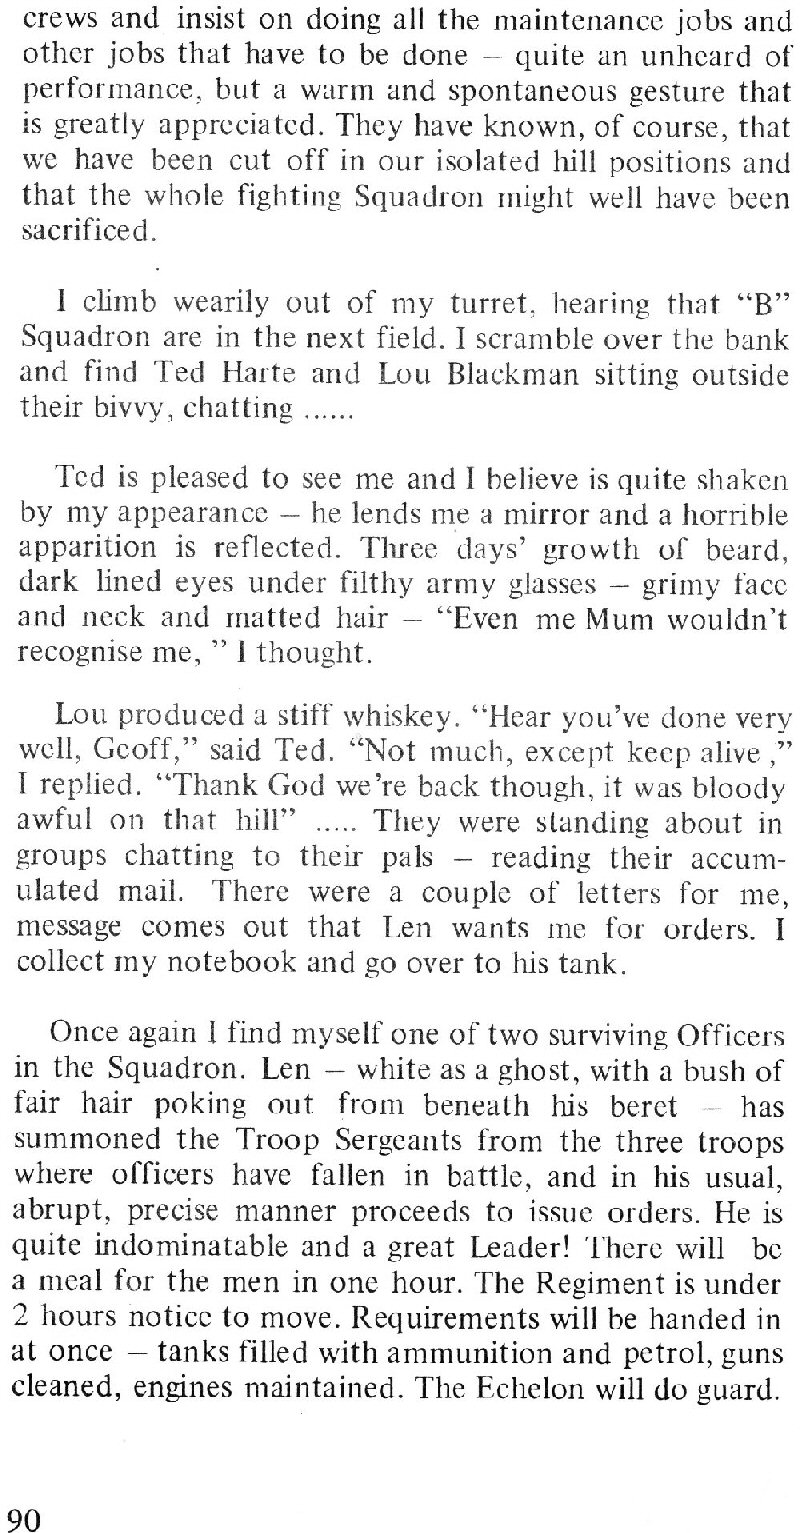 crews and insist on doing all the maintenance jobs and
other jobs that have to be done – quite an unheard of
performance, but a warm and spontaneous gesture that
is greatly appreciated. They have known, of course, that
we have been cut off in our isolated hill positions and
that the whole fighting Squadron might well have been
sacrificed.
I climb wearily out of my turret, hearing that “B”
Squadron are in the next field. I scramble over the bank
and find Ted Harte and Lou Blackman sitting outside
their bivvy, chatting ......
Ted is pleased to see me and I believe is quite shaken
by my appearance – he lends me a mirror and a horrible
apparition is reflected. Three days’ growth of beard,
dark lined eyes under filthy army glasses – grimy face
and neck and matted hair – “Even me Mum wouldn’t
recognise me, ” I thought.
Lou produced a stiff whiskey. “Hear you’ve done very
well, Geoff,” said Ted. “Not much, except keep alive ,”
I replied. “Thank God we’re back though, it was bloody
awful on that hill” ..... They were standing about in
groups chatting to their pals – reading their accum-
ulated mail. There were a couple of letters for me,
message comes out that Len wants me for orders. I
collect my notebook and go over to his tank.
Once again I find myself one of two surviving Officers
in the Squadron. Len – white as a ghost, with a bush of
fair hair poking out from beneath his beret – has
summoned the Troop Sergeants from the three troops
where officers have fallen in battle, and in his usual,
abrupt, precise manner proceeds to issue orders. He is
quite indominatable and a great Leader! There will be
a meal for the men in one hour. The Regiment is under
2 hours notice to move. Requirements will be handed in
at once – tanks filled with ammunition and petrol, guns
cleaned, engines maintained. The Echelon will do guard.
90